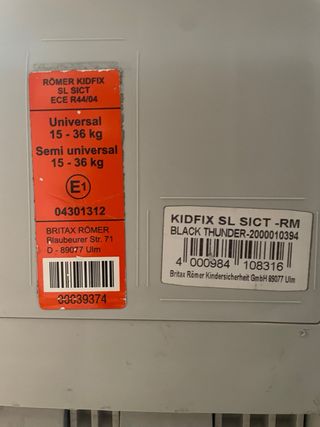 RÖMER KIDFIX
SL SICT
ECE R44/04
Universal
15 - 36 kg
Semi universal
15 - 36 kg
E1
04301312
BRITAX RÖMER
Blaubeurer Str. 71
D - 89077 Ulm
30039374
KIDFIX SL SICT -RM
BLACK THUNDER-2000010394
4 000984 108316
Britax Römer Kindersicherheit GmbH 89077 Ulm